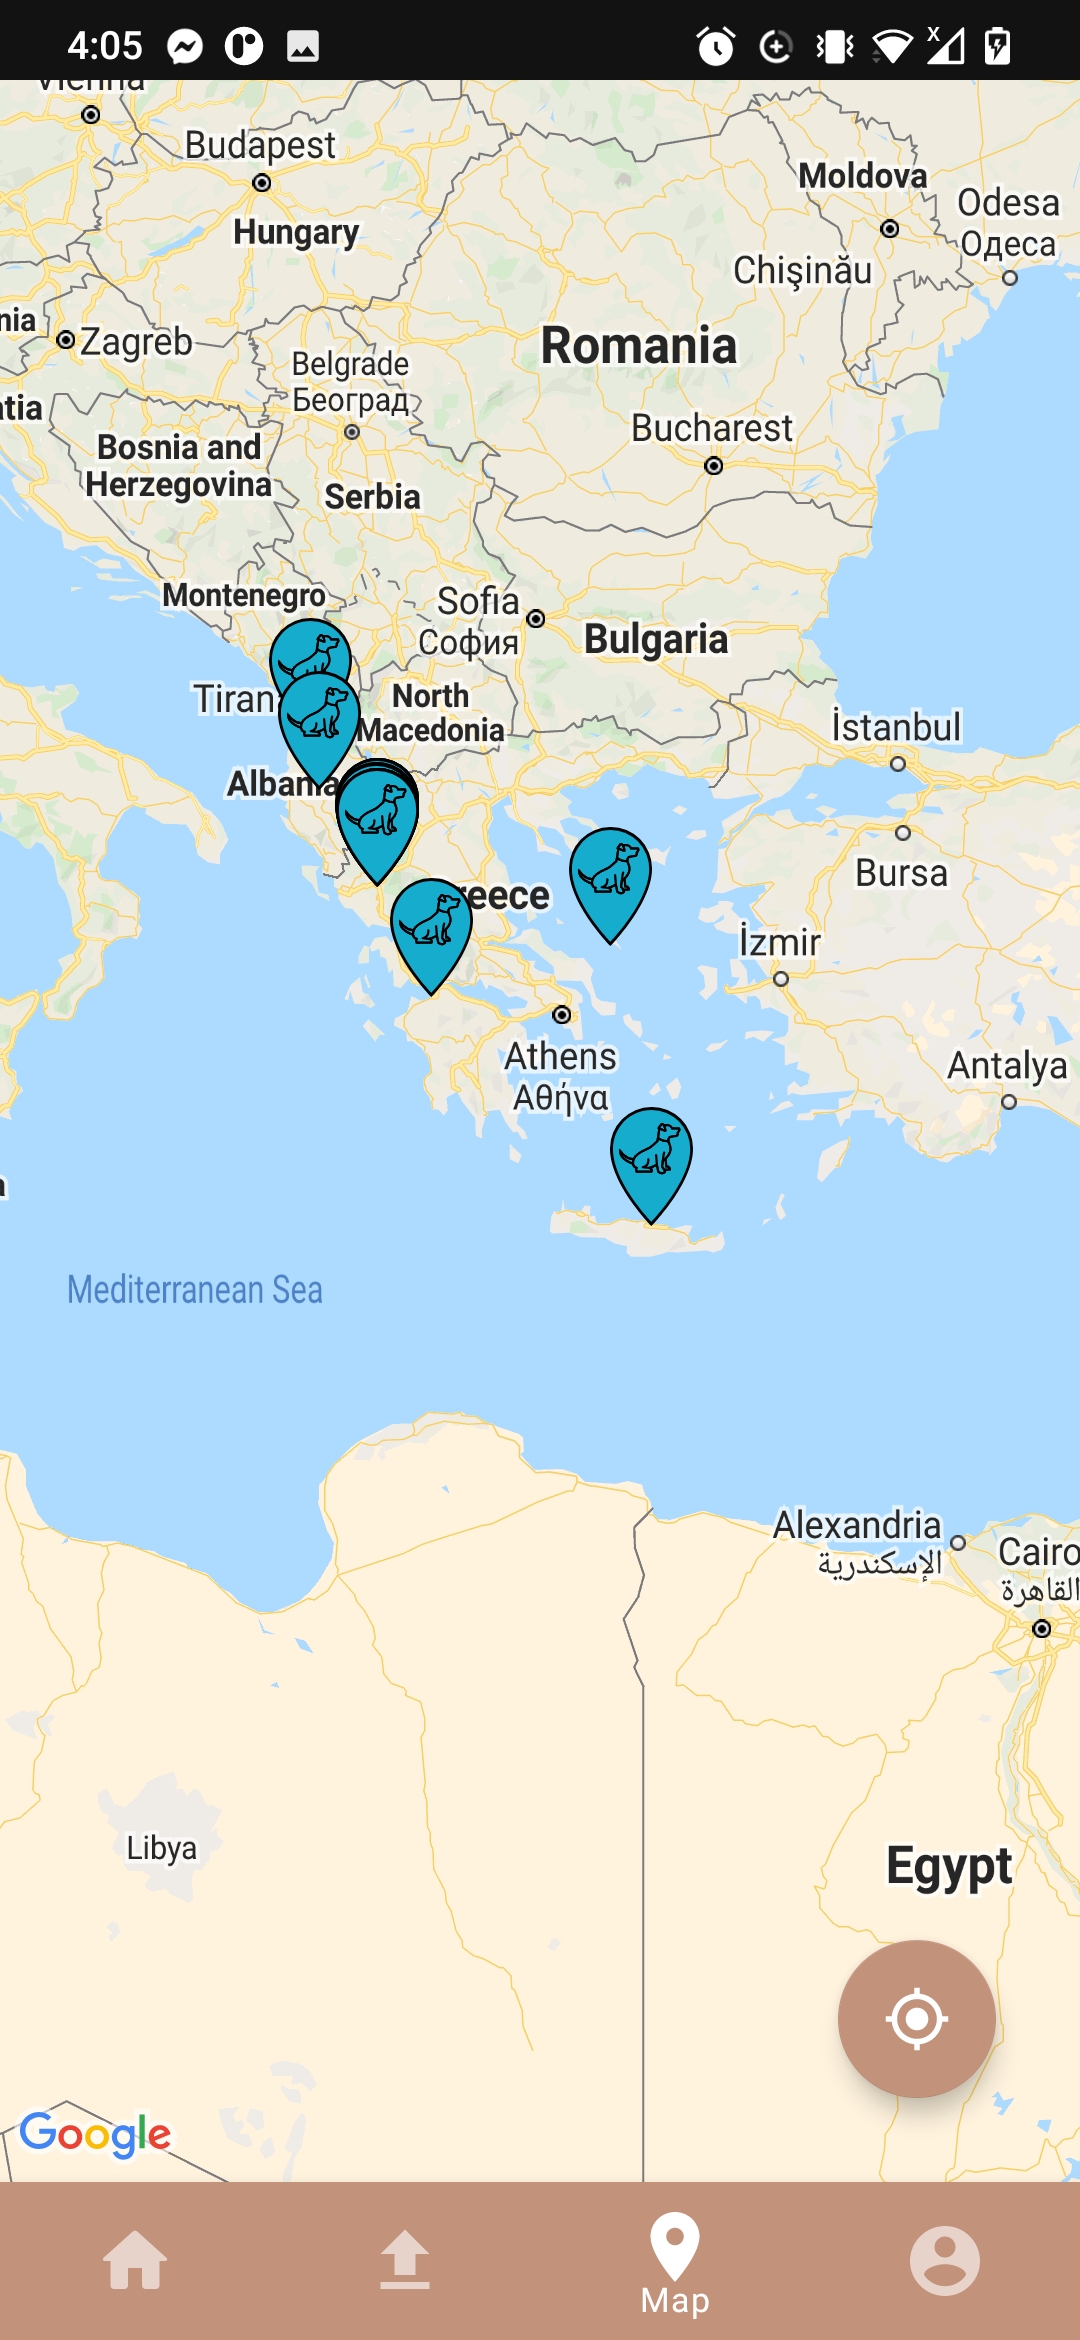 4:05
Vienna
Budapest
Hungary
Moldova
Odesa
Одеса
Chişinău
nia
Zagreb
Romania
Belgrade
Београд
atia
Bosnia and
Herzegovina
Bucharest
Serbia
Montenegro
Sofia
София
Bulgaria
Tiran
North
Macedonia
İstanbul
Albania
Bursa
reece
İzmir
Athens
Αθήνα
Antalya
a
Mediterranean Sea
Alexandria
الإسكندرية
Cairo
القاهرة
Libya
Egypt
Google
Map